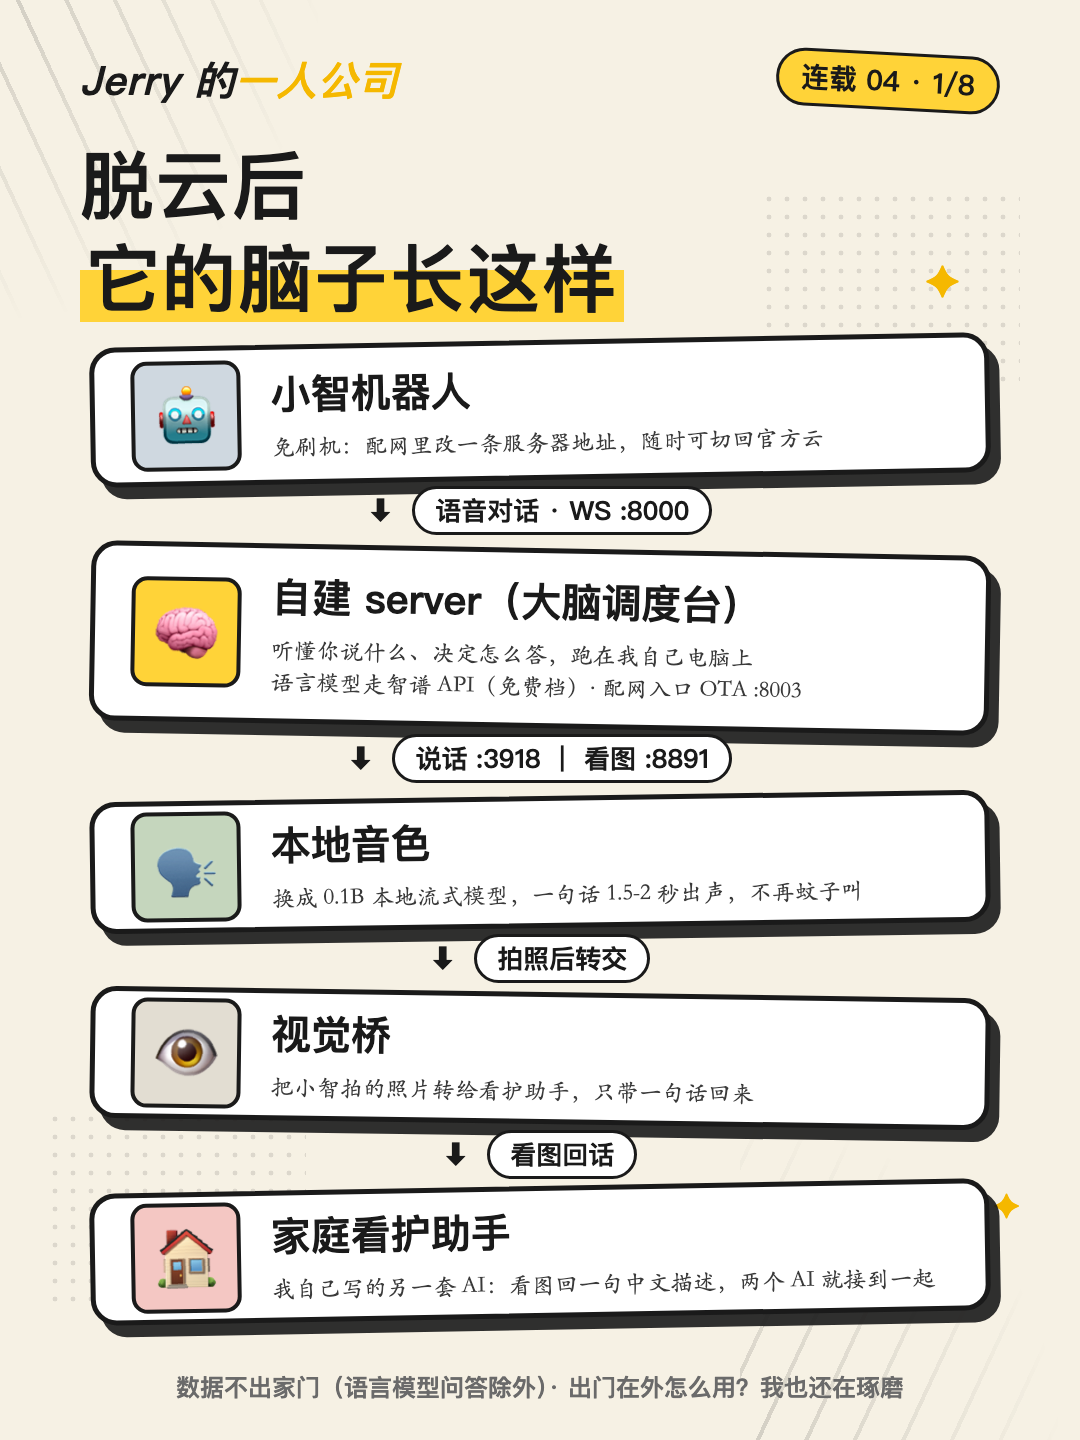 Jerry 的一人公司
连载 04 · 1/8
脱云后
它的脑子长这样
小智机器人
免刷机：配网里改一条服务器地址，随时可切回官方云
语音对话 · WS :8000
自建 server（大脑调度台）
听懂你说什么、决定怎么答，跑在我自己电脑上
语言模型走智谱 API（免费档）· 配网入口 OTA :8003
说话 :3918 ｜ 看图 :8891
本地音色
换成 0.1B 本地流式模型，一句话 1.5-2 秒出声，不再蚊子叫
拍照后转交
视觉桥
把小智拍的照片转给看护助手，只带一句话回来
看图回话
家庭看护助手
我自己写的另一套 AI：看图回一句中文描述，两个 AI 就接到一起
数据不出家门（语言模型问答除外）· 出门在外怎么用？我也还在琢磨